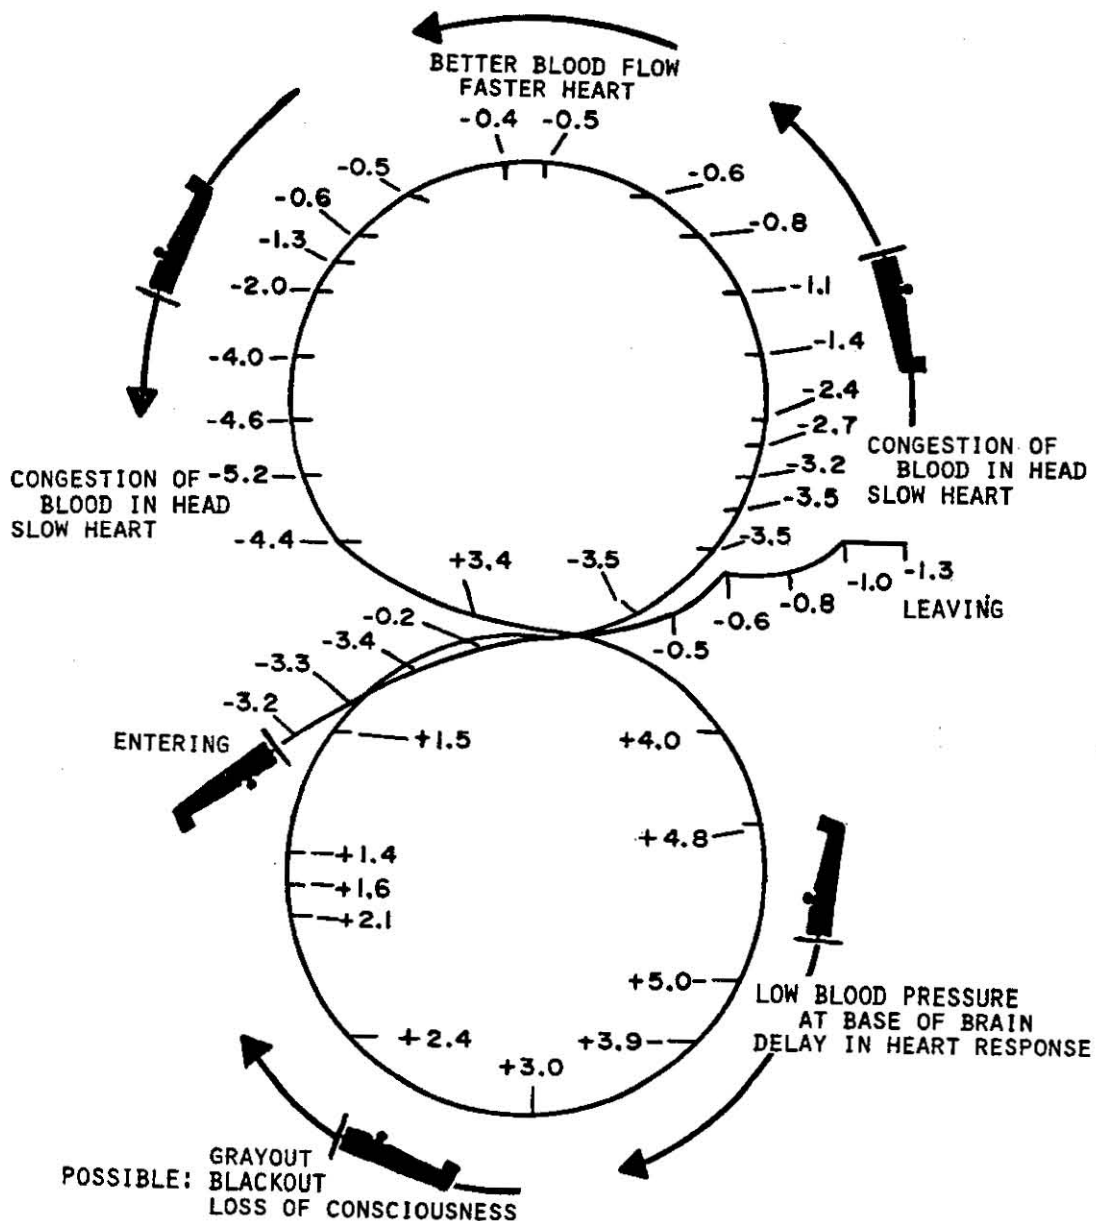 BETTER BLOOD FLOW
FASTER HEART
-0.4
-0.5
-0.5
-0.6
-0.6
-0.8
-1.3
-2.0
-1.1
-4.0
-1.4
-4.6
-2.4
-2.7
CONGESTION OF
BLOOD IN HEAD
SLOW HEART
-5.2
-3.2
CONGESTION OF
BLOOD IN HEAD
SLOW HEART
-3.5
-4.4
-3.5
+3.4
-3.5
-1.3
-1.0
-0.8
-0.6
LEAVING
-0.5
-0.2
-3.4
-3.3
-3.2
ENTERING
+1.5
+4.0
+4.8
+1.4
+1.6
+2.1
+5.0
LOW BLOOD PRESSURE
AT BASE OF BRAIN
DELAY IN HEART RESPONSE
+2.4
+3.9
+3.0
POSSIBLE: GRAYOUT
BLACKOUT
LOSS OF CONSCIOUSNESS